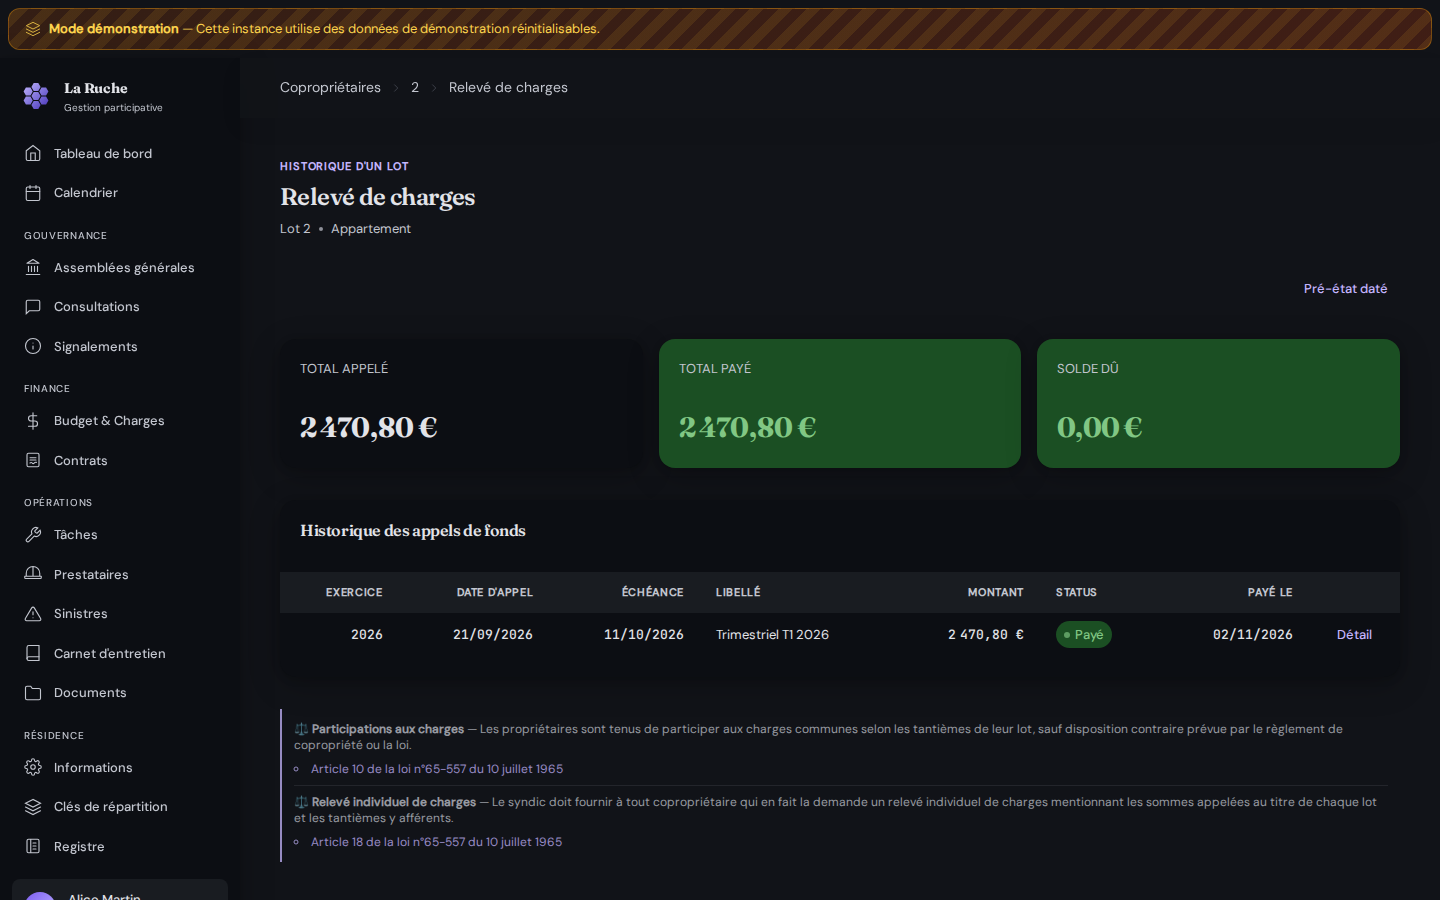 Mode démonstration — Cette instance utilise des données de démonstration réinitialisables.
La Ruche
Gestion participative
Tableau de bord
Calendrier
GOUVERNANCE
Assemblées générales
Consultations
Signalements
FINANCE
Budget & Charges
Contrats
OPÉRATIONS
Tâches
Prestataires
Sinistres
Carnet d'entretien
Documents
RÉSIDENCE
Informations
Clés de répartition
Registre
Alice Martin
Copropriétaires > 2 > Relevé de charges
HISTORIQUE D'UN LOT
Relevé de charges
Lot 2 • Appartement
Pré-état daté
TOTAL APPELÉ
2 470,80 €
TOTAL PAYÉ
2 470,80 €
SOLDE DÛ
0,00 €
Historique des appels de fonds
EXERCICE DATE D'APPEL ÉCHÉANCE LIBELLÉ MONTANT STATUS PAYÉ LE
2026 21/09/2026 11/10/2026 Trimestriel T1 2026 2 470,80 € Payé 02/11/2026 Détail
⚖️ Participations aux charges — Les propriétaires sont tenus de participer aux charges communes selon les tantièmes de leur lot, sauf disposition contraire prévue par le règlement de
copropriété ou la loi.
Article 10 de la loi n°65-557 du 10 juillet 1965
⚖️ Relevé individuel de charges — Le syndic doit fournir à tout copropriétaire qui en fait la demande un relevé individuel de charges mentionnant les sommes appelées au titre de chaque lot
et les tantièmes y afférents.
Article 18 de la loi n°65-557 du 10 juillet 1965